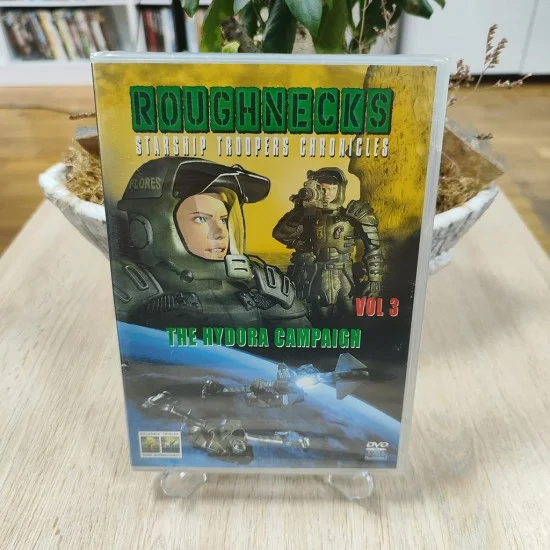 ROUGHNECKS
STARSHIP TROOPERS CHRONICLES
FLORES
VOL 3
THE HYDORA CAMPAIGN
DVD